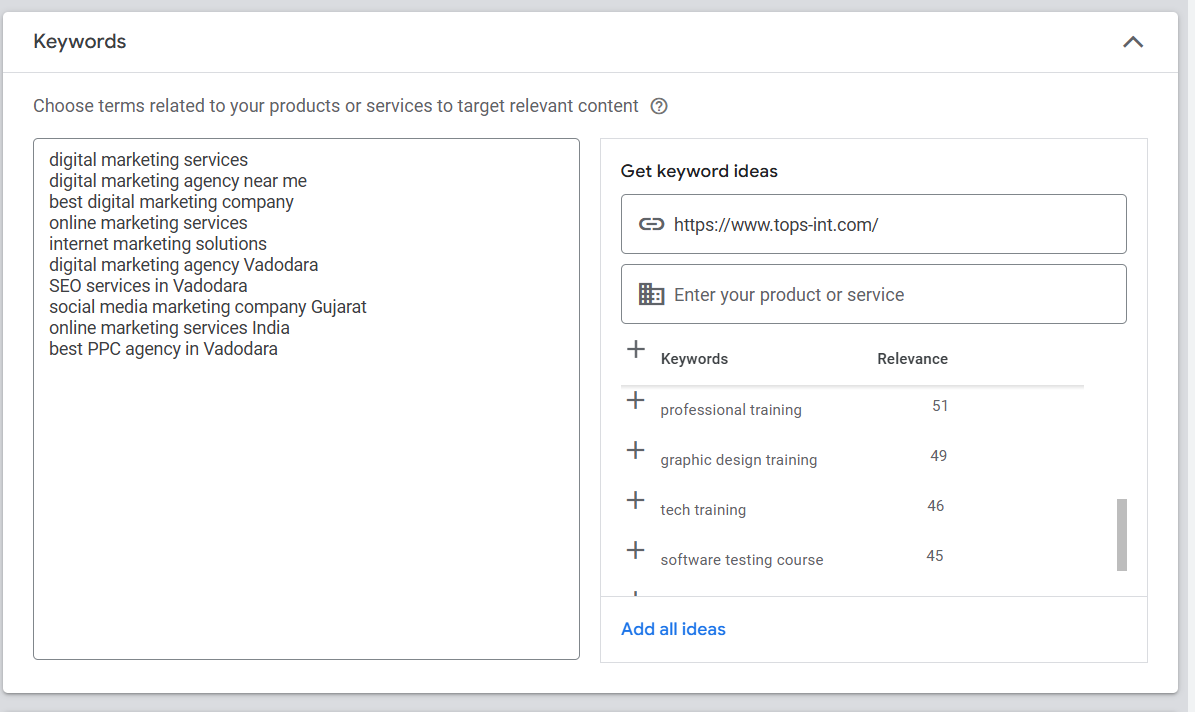 Keywords
Choose terms related to your products or services to target relevant content
digital marketing services
digital marketing agency near me
best digital marketing company
online marketing services
internet marketing solutions
digital marketing agency Vadodara
SEO services in Vadodara
social media marketing company Gujarat
online marketing services India
best PPC agency in Vadodara
Get keyword ideas
https://www.tops-int.com/
Enter your product or service
Keywords Relevance
professional training 51
graphic design training 49
tech training 46
software testing course 45
Add all ideas